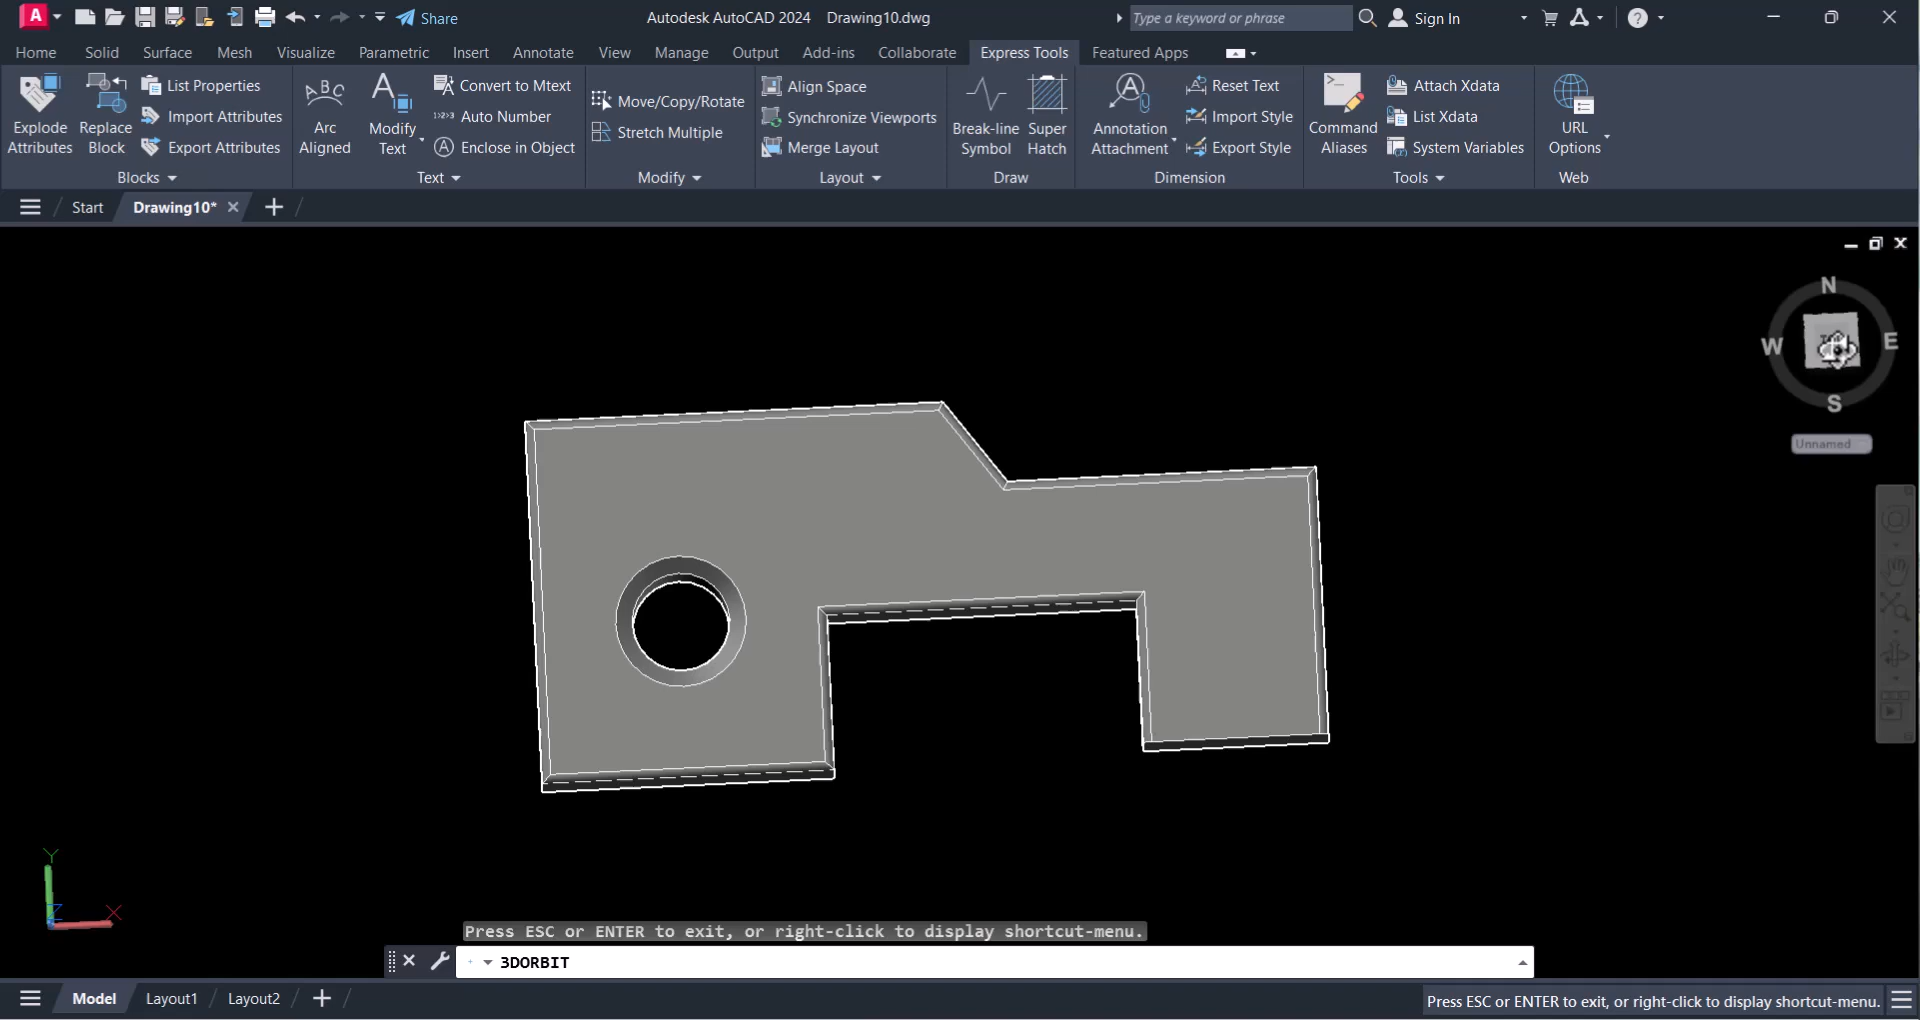 A Share Autodesk AutoCAD 2024 Drawing10.dwg Type a keyword or phrase Sign In ?
Home Solid Surface Mesh Visualize Parametric Insert Annotate View Manage Output Add-ins Collaborate Express Tools Featured Apps
Explode Attributes
Replace Block
List Properties
Import Attributes
Export Attributes
Blocks
ABC
Arc Aligned
A
Modify Text
Convert to Mtext
Auto Number
Enclose in Object
Text
Move/Copy/Rotate
Stretch Multiple
Modify
Align Space
Synchronize Viewports
Merge Layout
Layout
Break-line Symbol
Super Hatch
Draw
Annotation Attachment
Reset Text
Import Style
Export Style
Dimension
Command Aliases
Attach Xdata
List Xdata
System Variables
Tools
URL Options
Web
Start Drawing10*
N
W E
S
Unnamed
Y
Z X
Press ESC or ENTER to exit, or right-click to display shortcut-menu.
3DORBIT
Model Layout1 Layout2
Press ESC or ENTER to exit, or right-click to display shortcut-menu.